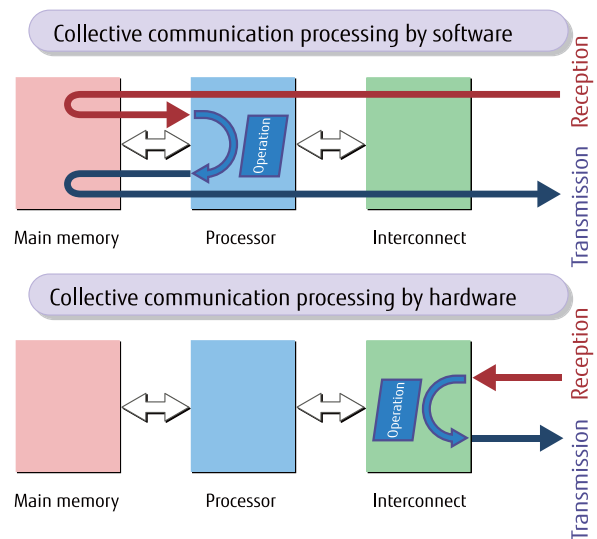 Collective communication processing by software
Reception
Operation
Transmission
Main memory
Processor
Interconnect
Collective communication processing by hardware
Reception
Operation
Transmission
Main memory
Processor
Interconnect